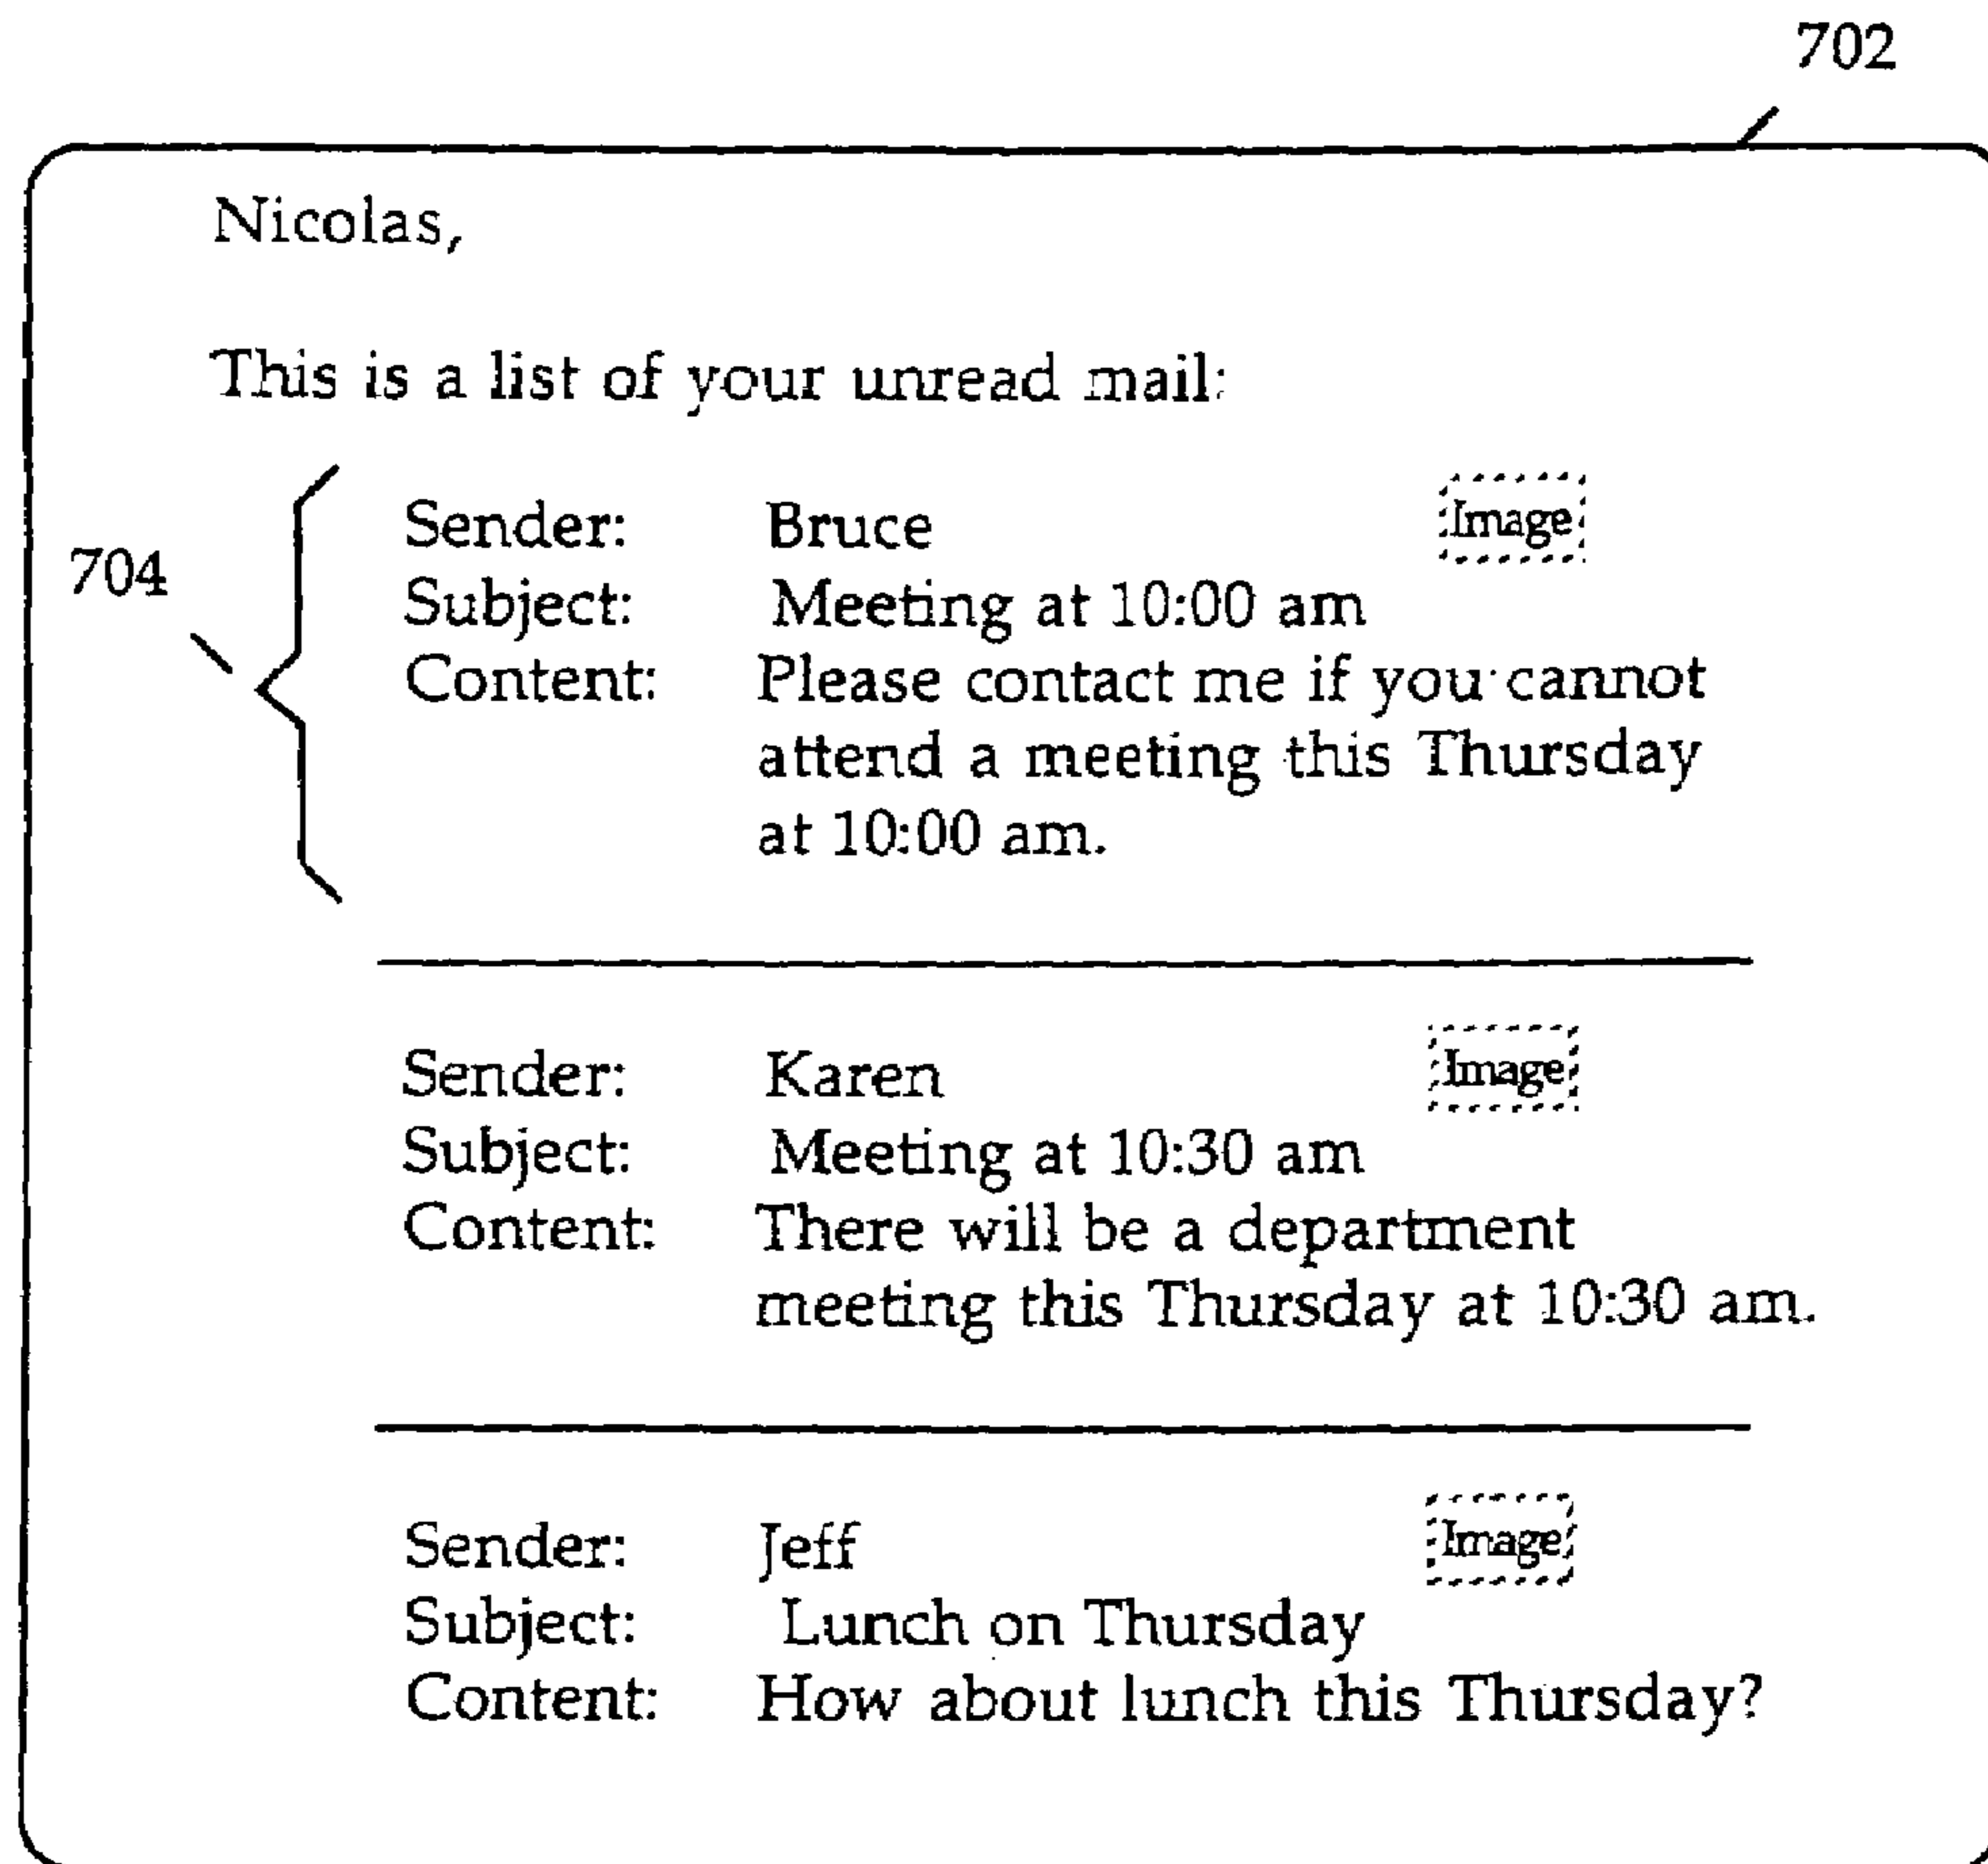 702
Nicolas,
This is a list of your unread mail:
704
Sender: Bruce Image
Subject: Meeting at 10:00 am
Content: Please contact me if you cannot
attend a meeting this Thursday
at 10:00 am.
Sender: Karen Image
Subject: Meeting at 10:30 am
Content: There will be a department
meeting this Thursday at 10:30 am.
Sender: Jeff Image
Subject: Lunch on Thursday
Content: How about lunch this Thursday?